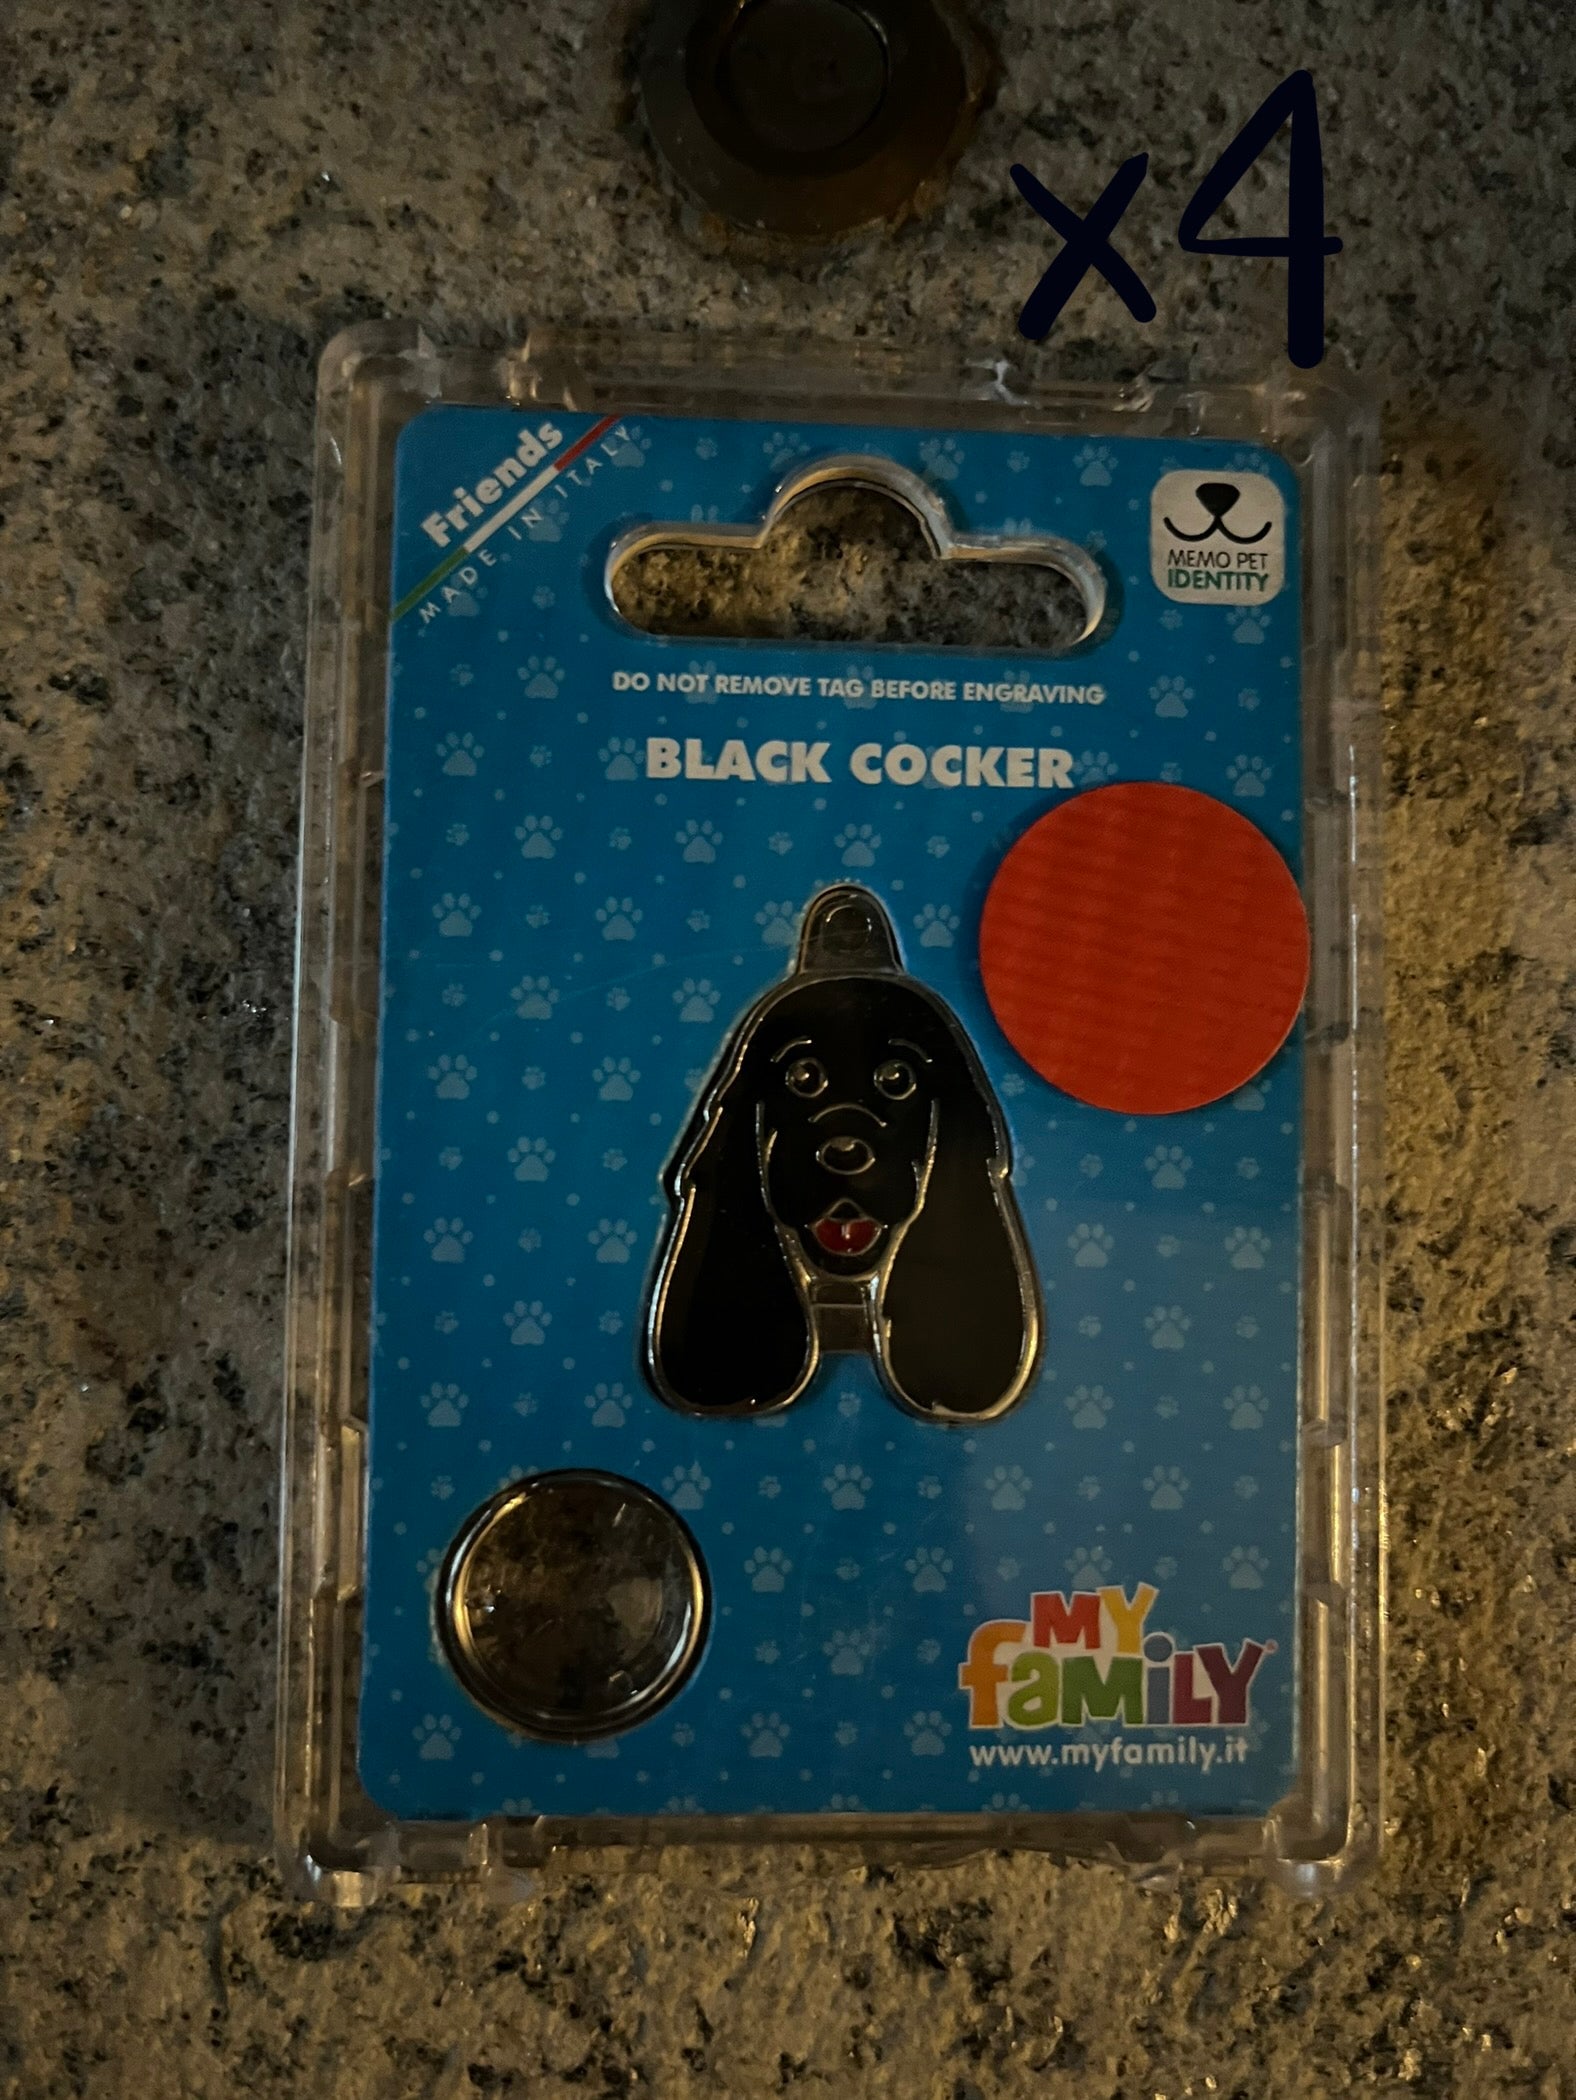 x4
Friends
MADE IN ITALY
MEMO PET
IDENTITY
DO NOT REMOVE TAG BEFORE ENGRAVING
BLACK COCKER
MY
faMiLY®
www.myfamily.it